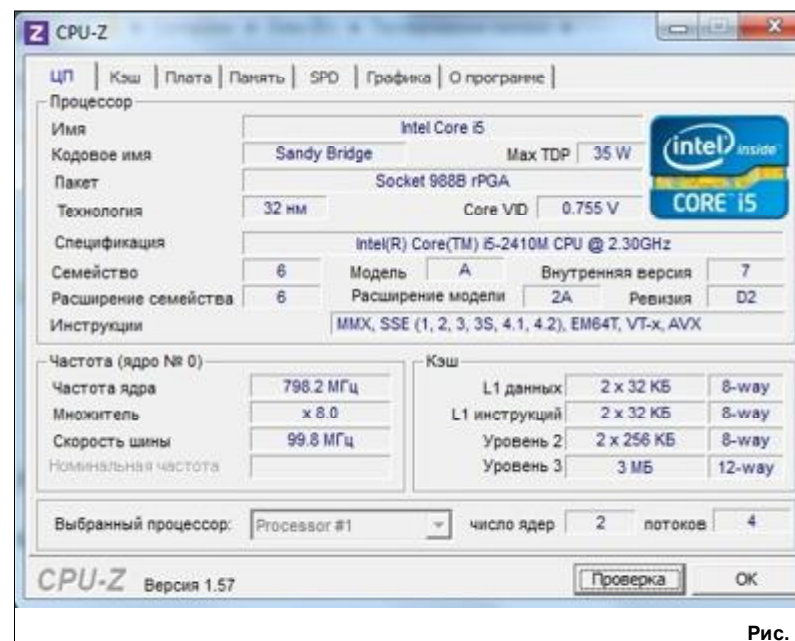 CPU-Z
ЦП Кэш Плата Память SPD Графика О программе
Процессор
Имя Intel Core i5
Кодовое имя Sandy Bridge Max TDP 35 W
Пакет Socket 988B rPGA
Технология 32 нм Core VID 0.755 V
intel inside
CORE i5
Спецификация Intel(R) Core(TM) i5-2410M CPU @ 2.30GHz
Семейство 6 Модель A Внутренняя версия 7
Расширение семейства 6 Расширение модели 2A Ревизия D2
Инструкции MMX, SSE (1, 2, 3, 3S, 4.1, 4.2), EM64T, VT-x, AVX
Частота (ядро № 0)
Частота ядра 798.2 МГц
Множитель x 8.0
Скорость шины 99.8 МГц
Номинальная частота
Кэш
L1 данных 2 x 32 КБ 8-way
L1 инструкций 2 x 32 КБ 8-way
Уровень 2 2 x 256 КБ 8-way
Уровень 3 3 МБ 12-way
Выбранный процессор: Processor #1 число ядер 2 потоков 4
CPU-Z Версия 1.57 Проверка OK
Рис.